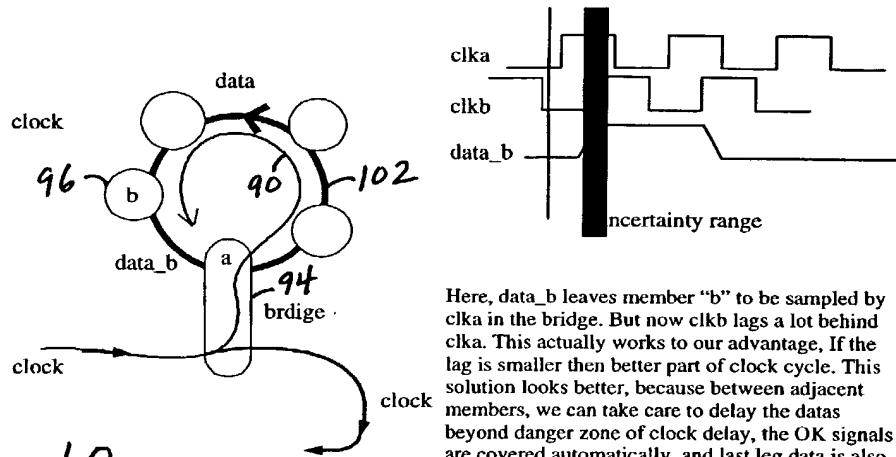 data
clock
96
b
90
102
data_b
a
94
brdige
clock
clock
clka
clkb
data_b
ncertainty range
Here, data_b leaves member “b” to be sampled by
clka in the bridge. But now clkb lags a lot behind
clka. This actually works to our advantage, If the
lag is smaller then better part of clock cycle. This
solution looks better, because between adjacent
members, we can take care to delay the datas
beyond danger zone of clock delay, the OK signals
are covered automatically, and last leg data is also